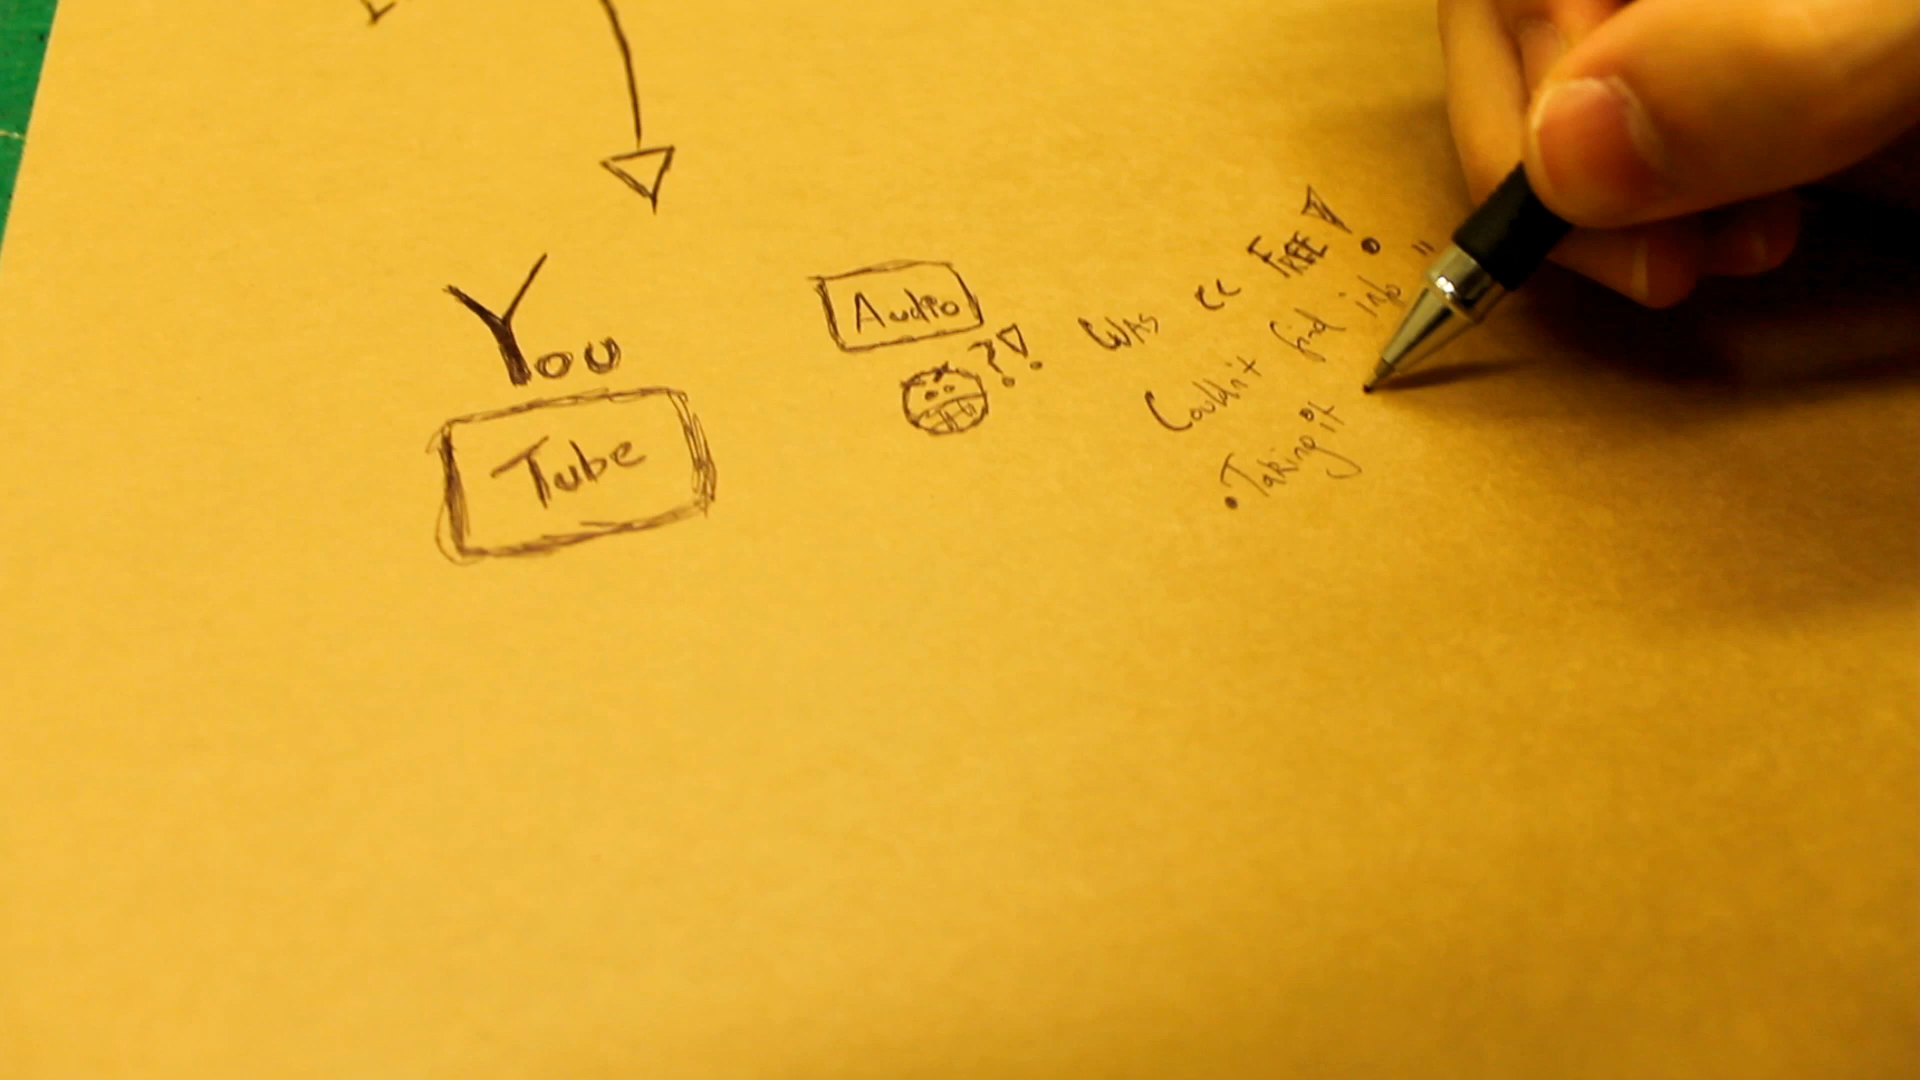 You
Tube
Audio
?! Was CC FREE!
Couldn't find info "
• Taking it